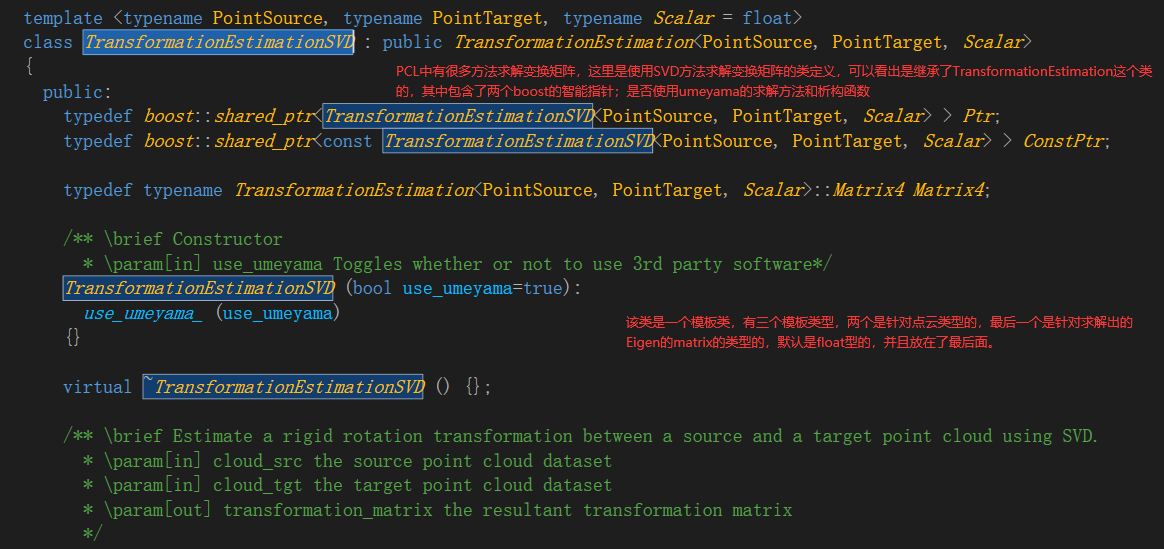 template <typename PointSource, typename PointTarget, typename Scalar = float>
class TransformationEstimationSVD : public TransformationEstimation<PointSource, PointTarget, Scalar>
{
PCL中有很多方法求解变换矩阵，这里是使用SVD方法求解变换矩阵的类定义，可以看出是继承了TransformationEstimation这个类
的，其中包含了两个boost的智能指针；是否使用umeyama的求解方法和析构函数
public:
typedef boost::shared_ptr<TransformationEstimationSVD<PointSource, PointTarget, Scalar> > Ptr;
typedef boost::shared_ptr<const TransformationEstimationSVD<PointSource, PointTarget, Scalar> > ConstPtr;
typedef typename TransformationEstimation<PointSource, PointTarget, Scalar>::Matrix4 Matrix4;
/** \brief Constructor
* \param[in] use_umeyama Toggles whether or not to use 3rd party software*/
TransformationEstimationSVD (bool use_umeyama=true):
use_umeyama_ (use_umeyama)
{}
该类是一个模板类，有三个模板类型，两个是针对点云类型的，最后一个是针对求解出的
Eigen的matrix的类型的，默认是float型的，并且放在了最后面。
virtual ~TransformationEstimationSVD () {};
/** \brief Estimate a rigid rotation transformation between a source and a target point cloud using SVD.
* \param[in] cloud_src the source point cloud dataset
* \param[in] cloud_tgt the target point cloud dataset
* \param[out] transformation_matrix the resultant transformation matrix
*/